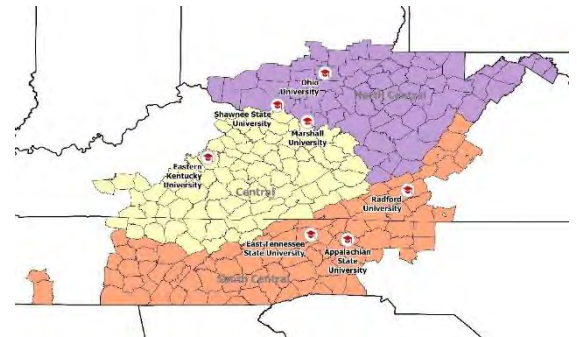 Ohio
University
North Central
Shawnee State
University
Marshall
University
Eastern
Kentucky
University
Central
Radford
University
East Tennessee
State University
Appalachian
State
University
South Central